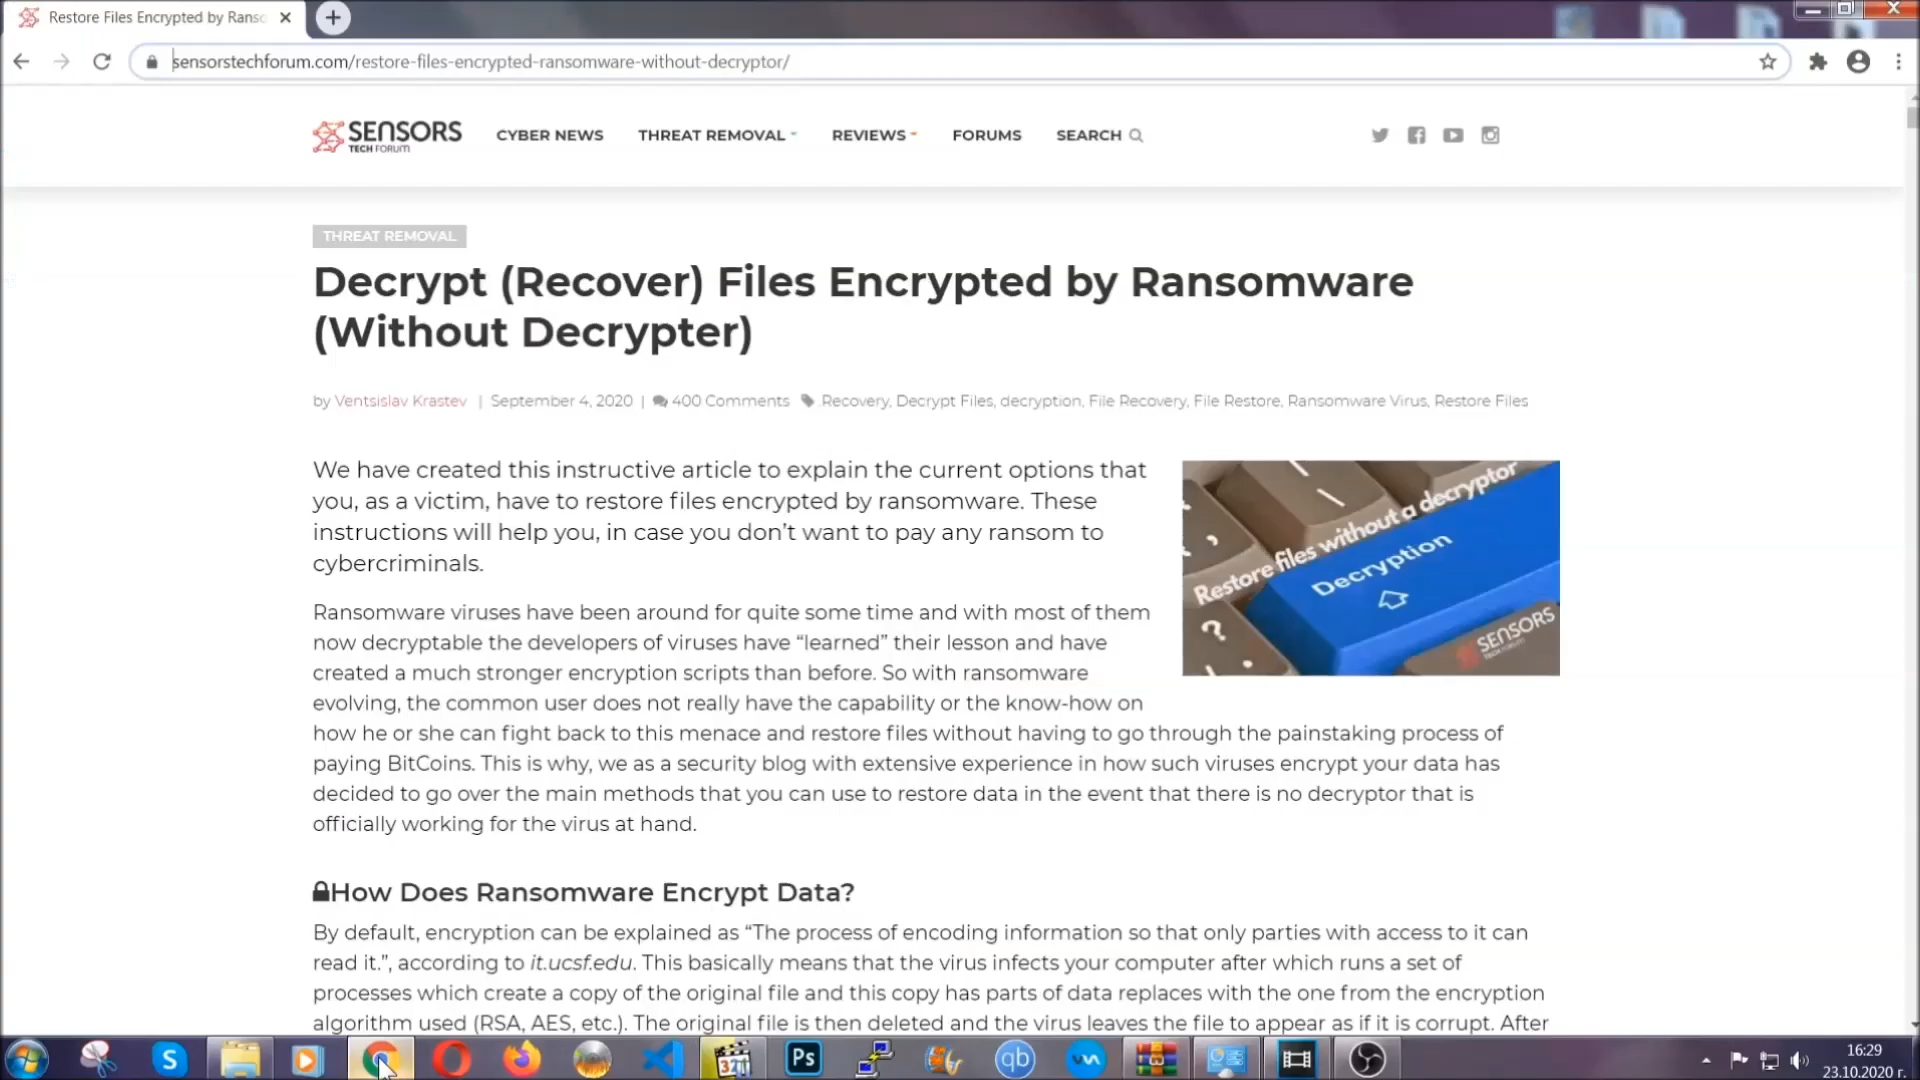 Restore Files Encrypted by Ranso
sensorstechforum.com/restore-files-encrypted-ransomware-without-decryptor/
SENSORS
TECH FORUM
CYBER NEWS
THREAT REMOVAL
REVIEWS
FORUMS
SEARCH
THREAT REMOVAL
Decrypt (Recover) Files Encrypted by Ransomware
(Without Decrypter)
by Ventsislav Krastev | September 4, 2020 | 400 Comments .Recovery, Decrypt Files, decryption, File Recovery, File Restore, Ransomware Virus, Restore Files
We have created this instructive article to explain the current options that
you, as a victim, have to restore files encrypted by ransomware. These
instructions will help you, in case you don’t want to pay any ransom to
cybercriminals.
Restore files without a decryptor
Decryption
SENSORS
TECH FORUM
Ransomware viruses have been around for quite some time and with most of them
now decryptable the developers of viruses have “learned” their lesson and have
created a much stronger encryption scripts than before. So with ransomware
evolving, the common user does not really have the capability or the know-how on
how he or she can fight back to this menace and restore files without having to go through the painstaking process of
paying BitCoins. This is why, we as a security blog with extensive experience in how such viruses encrypt your data has
decided to go over the main methods that you can use to restore data in the event that there is no decryptor that is
officially working for the virus at hand.
How Does Ransomware Encrypt Data?
By default, encryption can be explained as “The process of encoding information so that only parties with access to it can
read it.”, according to it.ucsf.edu. This basically means that the virus infects your computer after which runs a set of
processes which create a copy of the original file and this copy has parts of data replaces with the one from the encryption
algorithm used (RSA, AES, etc.). The original file is then deleted and the virus leaves the file to appear as if it is corrupt. After
S
321
Ps
qb
16:29
23.10.2020 г.